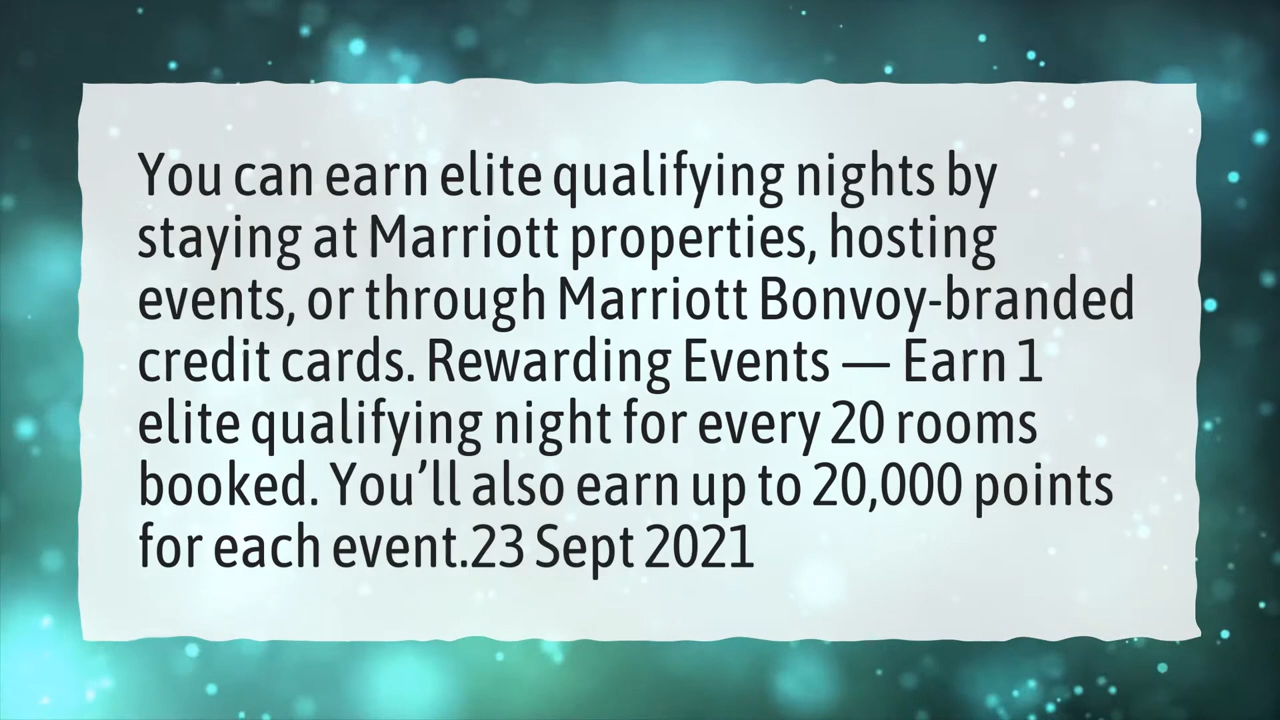 You can earn elite qualifying nights by
staying at Marriott properties, hosting
events, or through Marriott Bonvoy-branded
credit cards. Rewarding Events — Earn 1
elite qualifying night for every 20 rooms
booked. You’ll also earn up to 20,000 points
for each event.23 Sept 2021